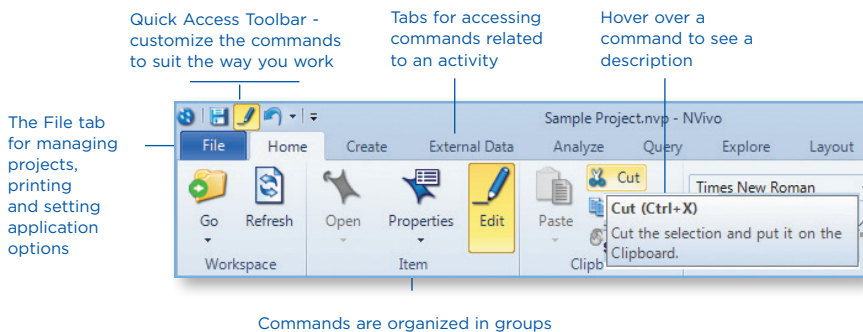 Quick Access Toolbar -
customize the commands
to suit the way you work
Tabs for accessing
commands related
to an activity
Hover over a
command to see a
description
The File tab
for managing
projects,
printing
and setting
application
options
Sample Project.nvp - NVivo
File Home Create External Data Analyze Query Explore Layout
Go Refresh Open Properties Edit Paste Cut Times New Roman
Cut (Ctrl+X)
Cut the selection and put it on the
Clipboard.
Workspace Item Clipb
Commands are organized in groups